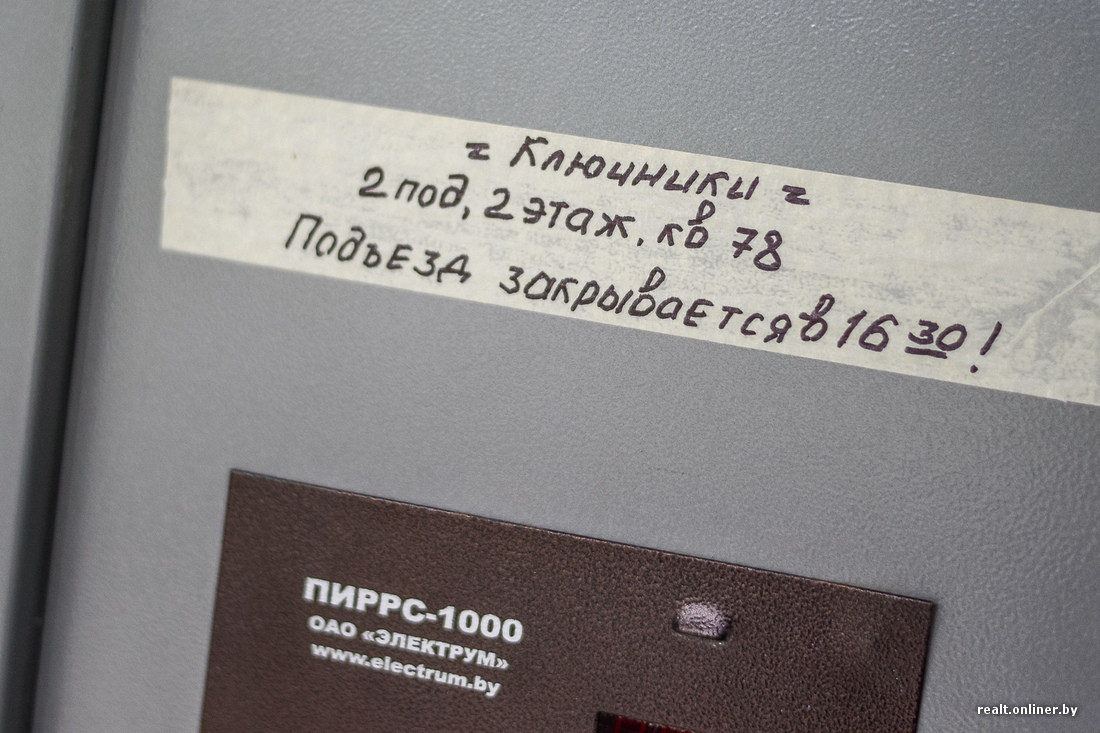 = Ключники =
2 под, 2 этаж, кв 78
Подъезд закрывается в 16 30!
ПИРРС-1000
ОАО «ЭЛЕКТРУМ»
www.electrum.by
realt.onliner.by